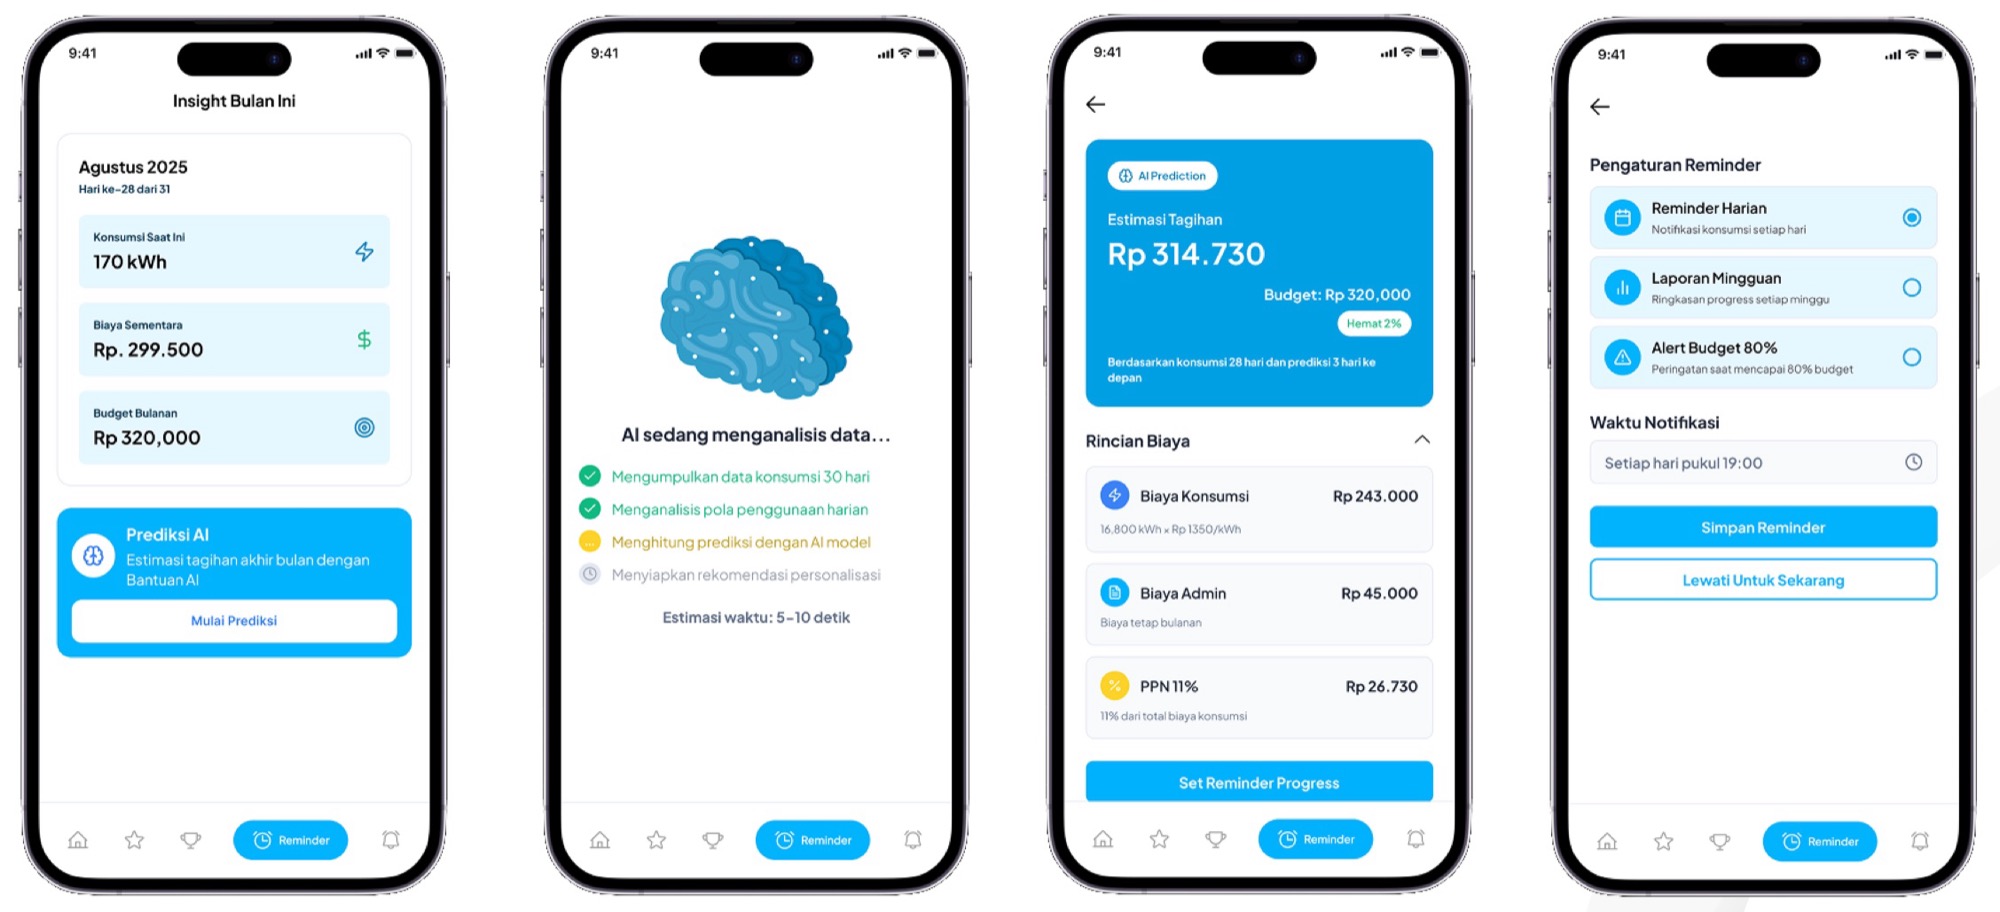 9:41
Insight Bulan Ini
Agustus 2025
Hari ke-28 dari 31
Konsumsi Saat Ini
170 kWh
Biaya Sementara
Rp. 299.500
$
Budget Bulanan
Rp 320,000
Prediksi AI
Estimasi tagihan akhir bulan dengan
Bantuan AI
Mulai Prediksi
Reminder
9:41
AI sedang menganalisis data...
Mengumpulkan data konsumsi 30 hari
Menganalisis pola penggunaan harian
Menghitung prediksi dengan AI model
Menyiapkan rekomendasi personalisasi
Estimasi waktu: 5-10 detik
Reminder
9:41
AI Prediction
Estimasi Tagihan
Rp 314.730
Budget: Rp 320,000
Hemat 2%
Berdasarkan konsumsi 28 hari dan prediksi 3 hari ke
depan
Rincian Biaya
Biaya Konsumsi Rp 243.000
16,800 kWh × Rp 1350/kWh
Biaya Admin Rp 45.000
Biaya tetap bulanan
% PPN 11% Rp 26.730
11% dari total biaya konsumsi
Set Reminder Progress
Reminder
9:41
Pengaturan Reminder
Reminder Harian
Notifikasi konsumsi setiap hari
Laporan Mingguan
Ringkasan progress setiap minggu
Alert Budget 80%
Peringatan saat mencapai 80% budget
Waktu Notifikasi
Setiap hari pukul 19:00
Simpan Reminder
Lewati Untuk Sekarang
Reminder